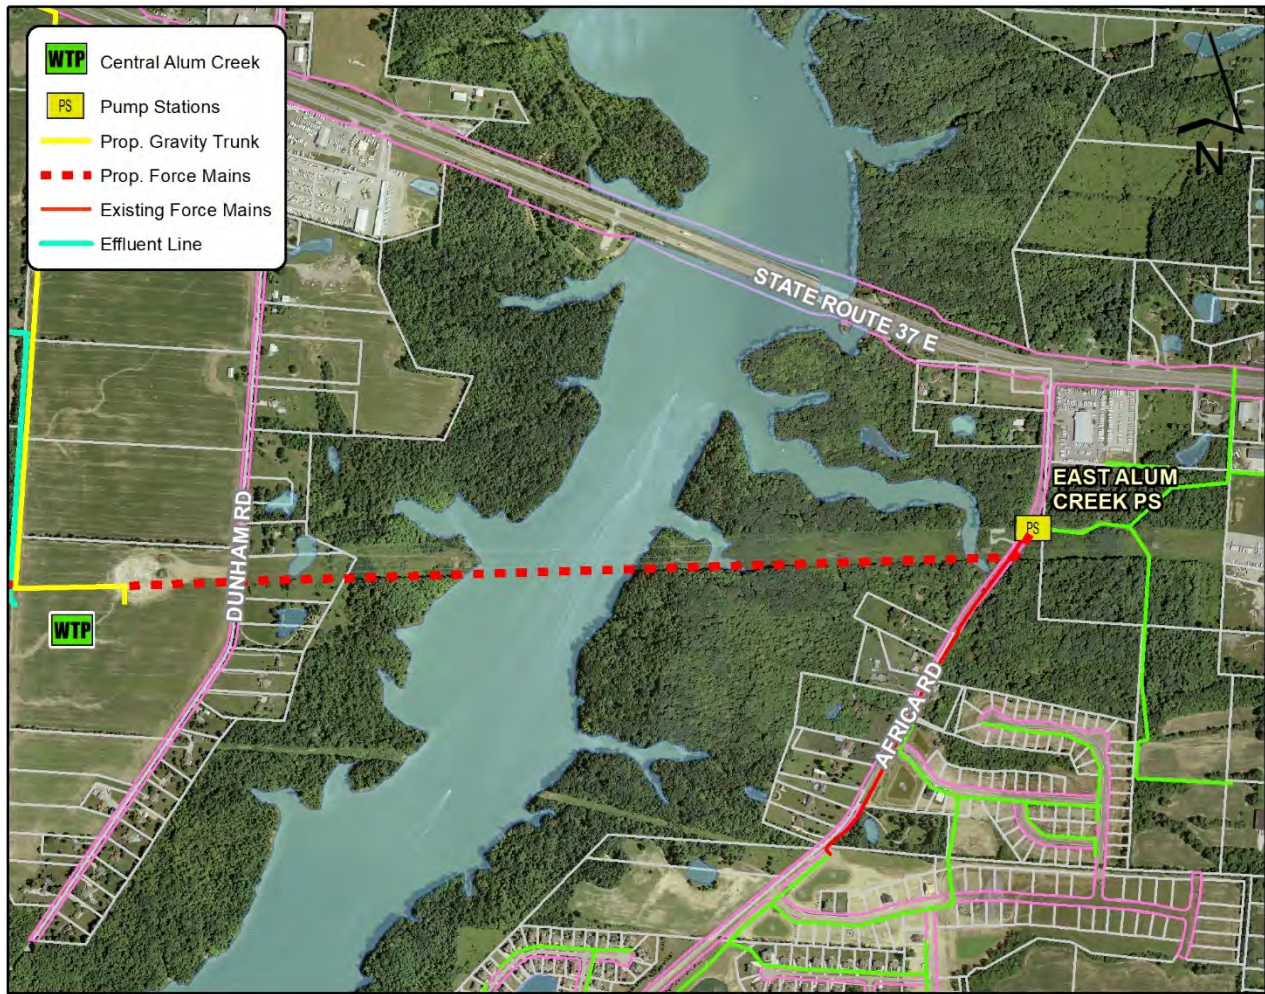 WTP Central Alum Creek
PS Pump Stations
Prop. Gravity Trunk
Prop. Force Mains
Existing Force Mains
Effluent Line
N
STATE ROUTE 37 E
EAST ALUM
CREEK PS
PS
DUNHAM RD
WTP
AFRICA RD